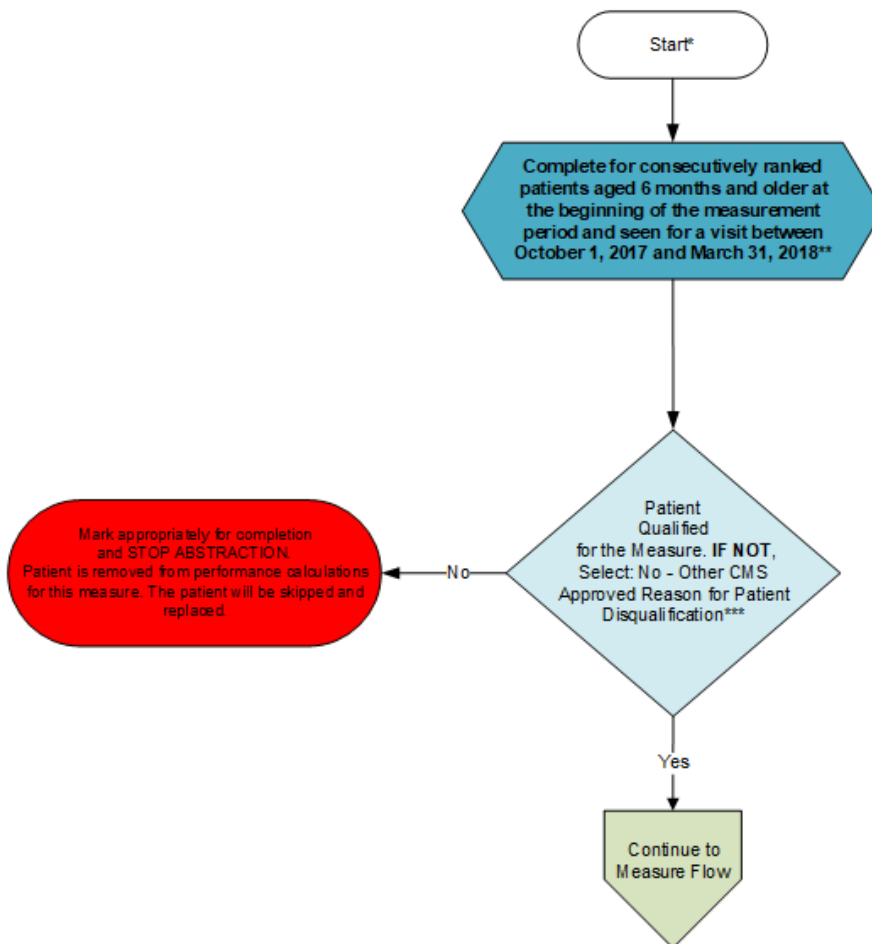 Start*
Complete for consecutively ranked
patients aged 6 months and older at
the beginning of the measurement
period and seen for a visit between
October 1, 2017 and March 31, 2018**
Patient
Qualified
for the Measure. IF NOT,
Select: No - Other CMS
Approved Reason for Patient
Disqualification***
No
Mark appropriately for completion
and STOP ABSTRACTION.
Patient is removed from performance calculations
for this measure. The patient will be skipped and
replaced.
Yes
Continue to
Measure Flow